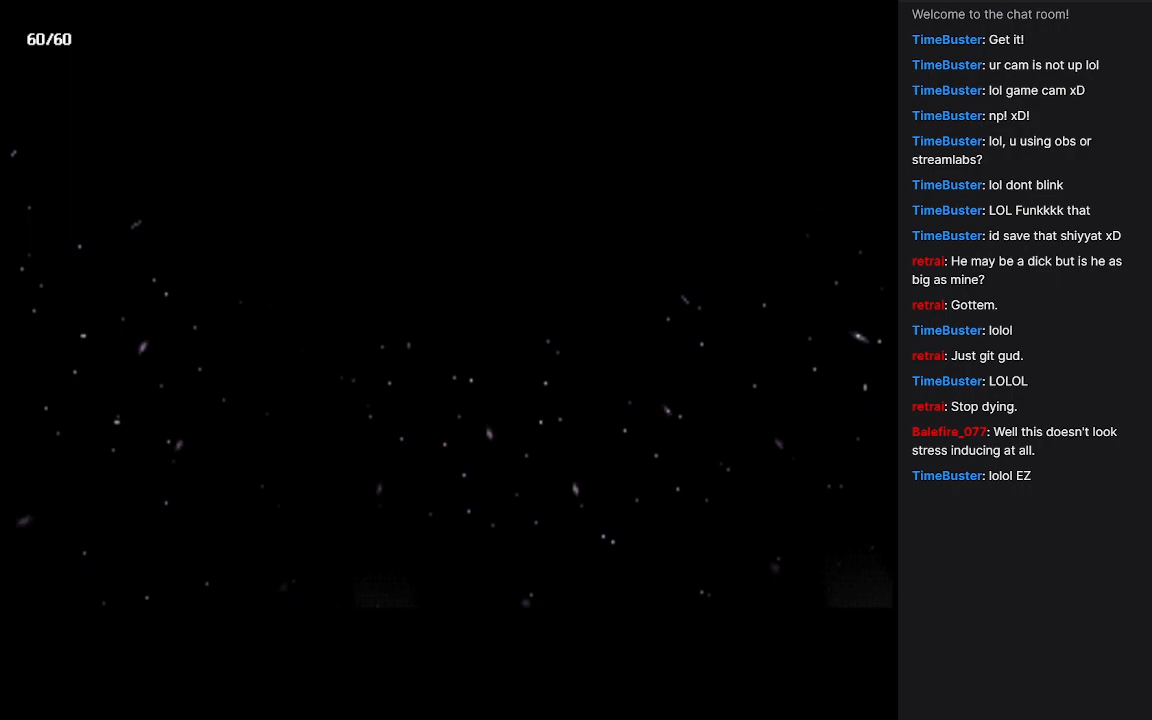 60/60
Welcome to the chat room!
TimeBuster: Get it!
TimeBuster: ur cam is not up lol
TimeBuster: lol game cam xD
TimeBuster: np! xD!
TimeBuster: lol, u using obs or
streamlabs?
TimeBuster: lol dont blink
TimeBuster: LOL Funkkkk that
TimeBuster: id save that shiyyat xD
retrai: He may be a dick but is he as
big as mine?
retrai: Gottem.
TimeBuster: lolol
retrai: Just git gud.
TimeBuster: LOLOL
retrai: Stop dying.
Balefire_077: Well this doesn't look
stress inducing at all.
TimeBuster: lolol EZ